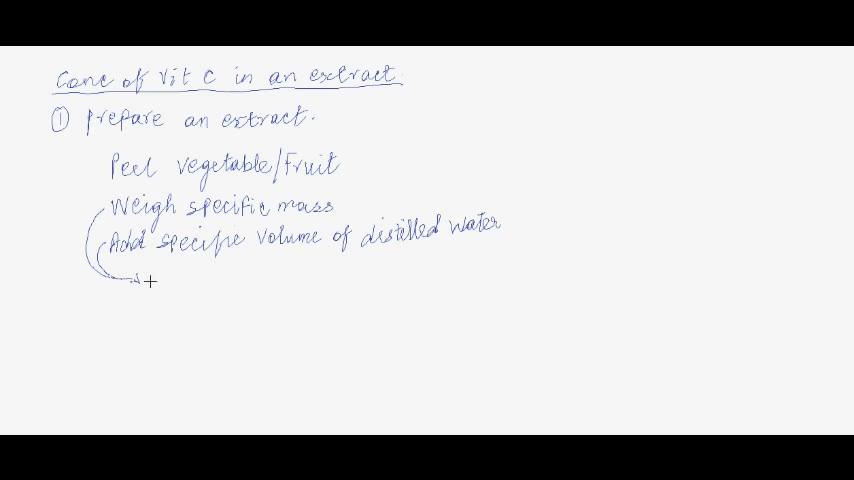 Conc of Vit C in an extract.
① Prepare an extract.
Peel vegetable/Fruit
Weigh specific mass
Add specific volume of distilled water